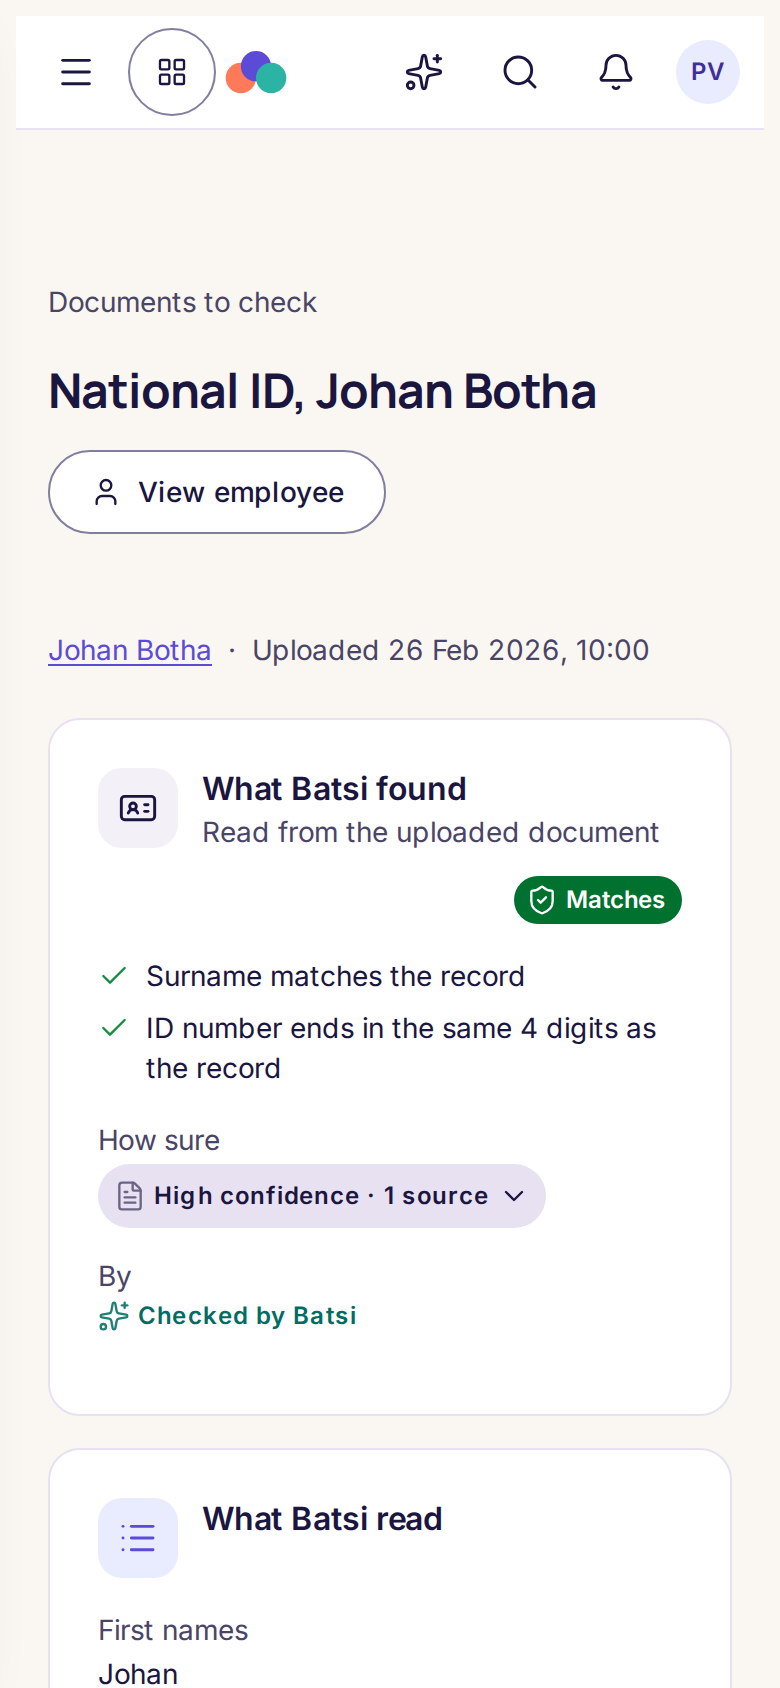 PV
Documents to check
National ID, Johan Botha
View employee
Johan Botha · Uploaded 26 Feb 2026, 10:00
What Batsi found
Read from the uploaded document
Matches
Surname matches the record
ID number ends in the same 4 digits as
the record
How sure
High confidence · 1 source
By
Checked by Batsi
What Batsi read
First names
Johan